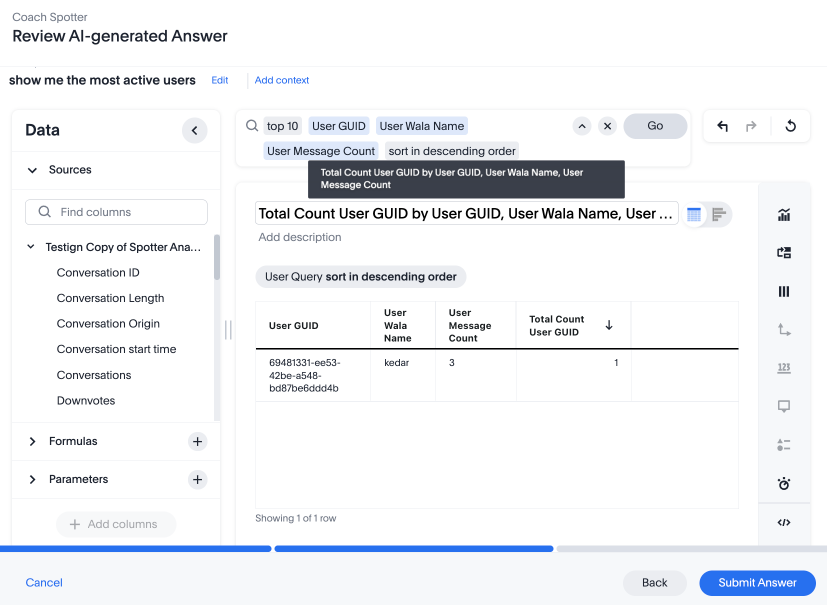 Coach Spotter
Review AI-generated Answer
show me the most active users Edit Add context
Data
Sources
Find columns
Testign Copy of Spotter Ana...
Conversation ID
Conversation Length
Conversation Origin
Conversation start time
Conversations
Downvotes
Formulas
Parameters
Add columns
top 10 User GUID User Wala Name Go
User Message Count sort in descending order
Total Count User GUID by User GUID, User Wala Name, User
Message Count
Total Count User GUID by User GUID, User Wala Name, User ...
Add description
User Query sort in descending order
User GUID
User
Wala
Name
User
Message
Count
Total Count
User GUID
69481331-ee53-
42be-a548-
bd87be6ddd4b
kedar
3
1
Showing 1 of 1 row
123
Cancel
Back
Submit Answer